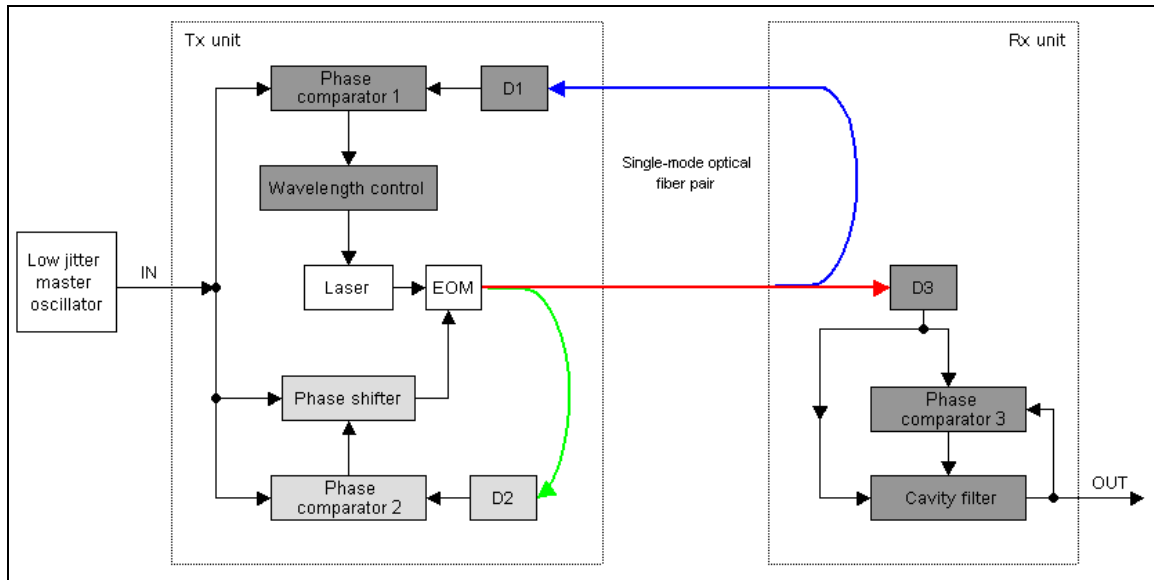 Tx unit
Rx unit
Phase
comparator 1
D1
Single-mode optical
fiber pair
Wavelength control
Low jitter
master
oscillator
IN
Laser
EOM
D3
Phase shifter
Phase
comparator 3
Phase
comparator 2
D2
Cavity filter
OUT